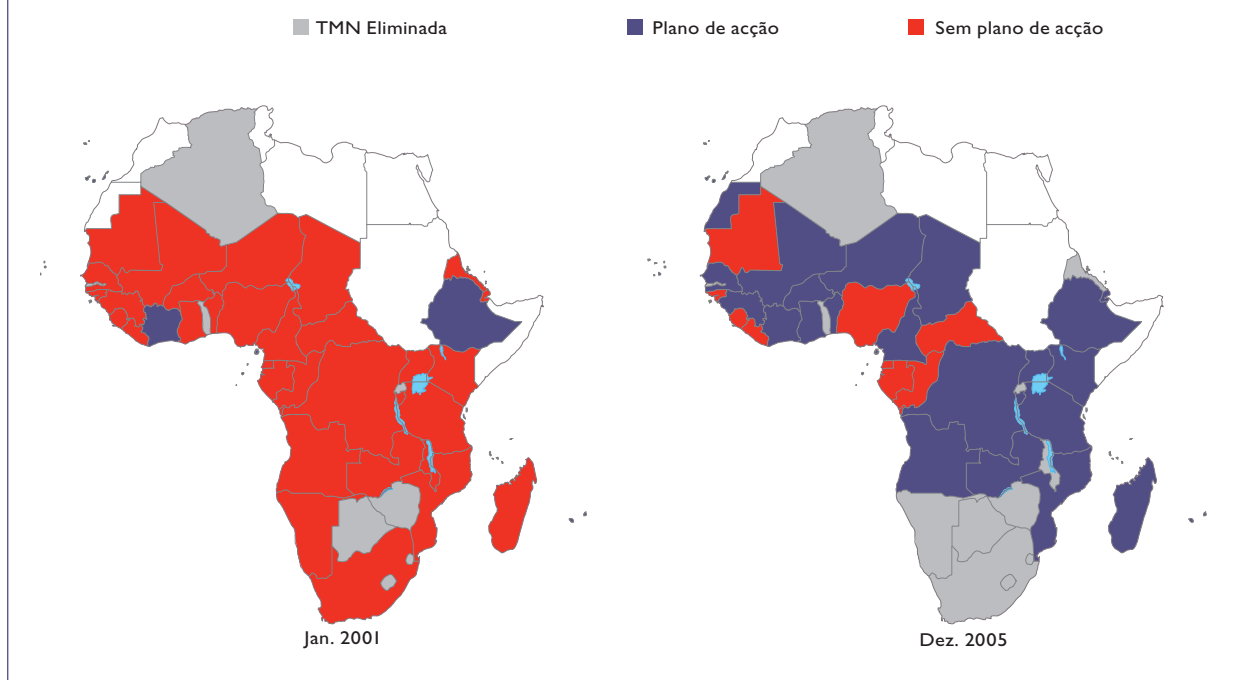 TMN Eliminada
Plano de acção
Sem plano de acção
Jan. 2001
Dez. 2005